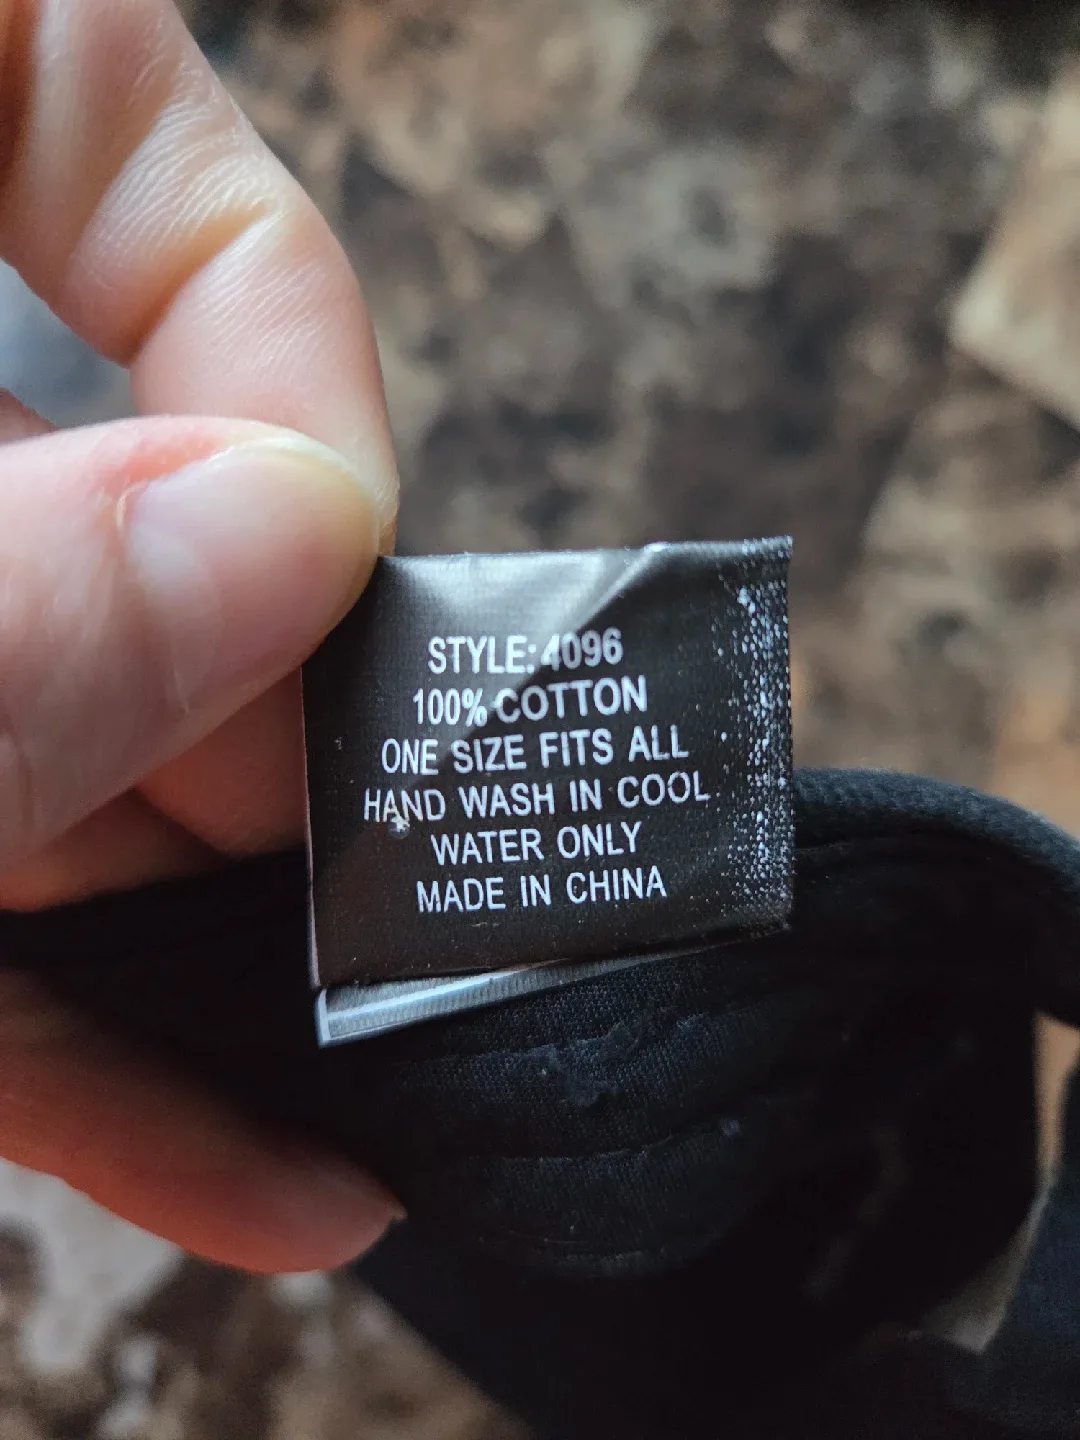 STYLE:4096
100% COTTON
ONE SIZE FITS ALL
HAND WASH IN COOL
WATER ONLY
MADE IN CHINA